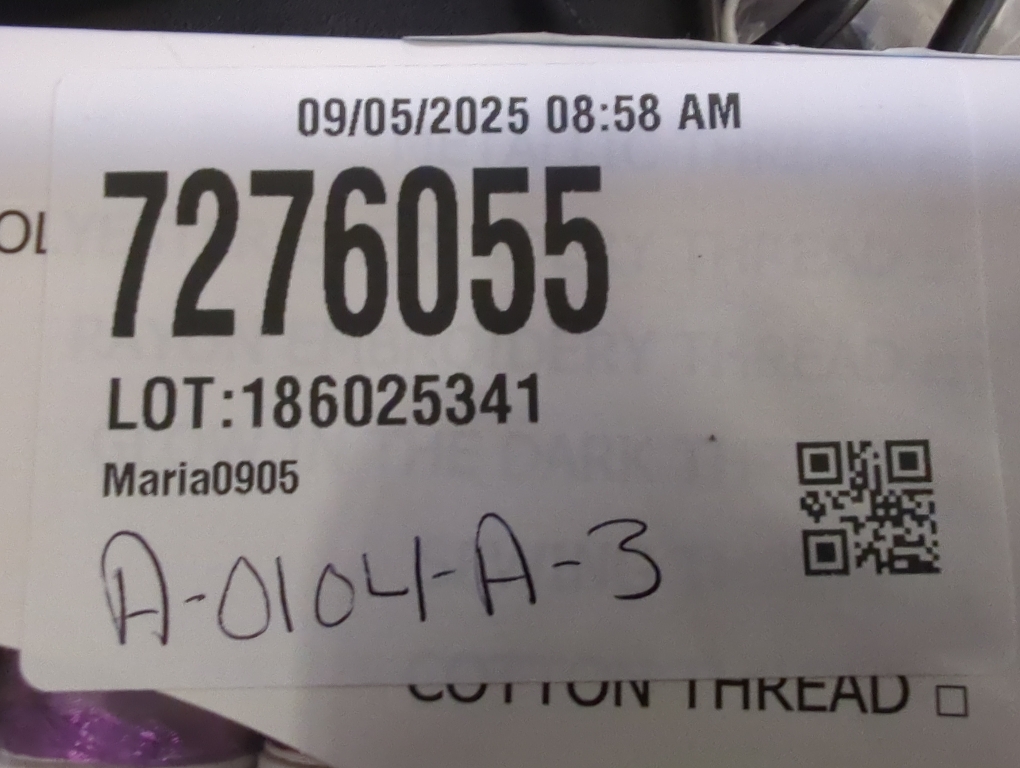 09/05/2025 08:58 AM
7276055
OL
LOT:186025341
Maria0905
A-0104-A-3
COTTON THREAD